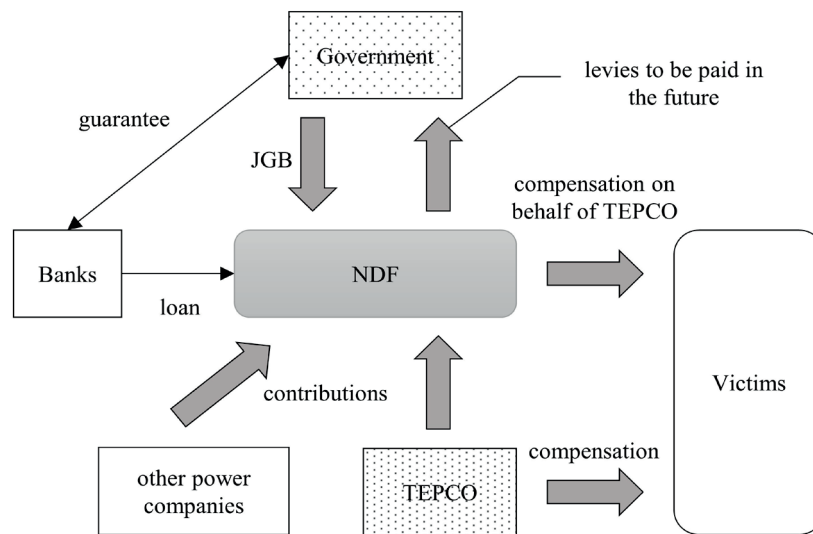 Government
levies to be paid in
the future
guarantee
JGB
compensation on
behalf of TEPCO
Banks
NDF
loan
Victims
contributions
other power
companies
TEPCO
compensation